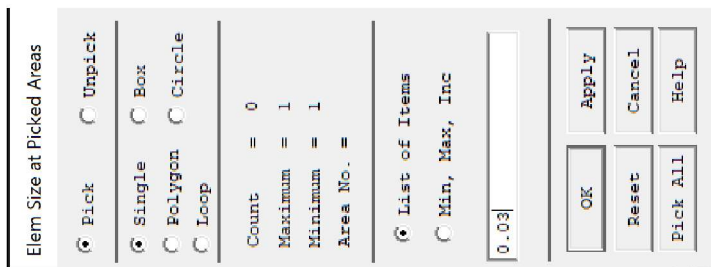 Elem Size at Picked Areas
Pick Unpick
Single Box
Polygon Circle
Loop
Count = 0
Maximum = 1
Minimum = 1
Area No. =
List of Items
Min, Max, Inc
0.03
OK Apply
Reset Cancel
Pick All Help